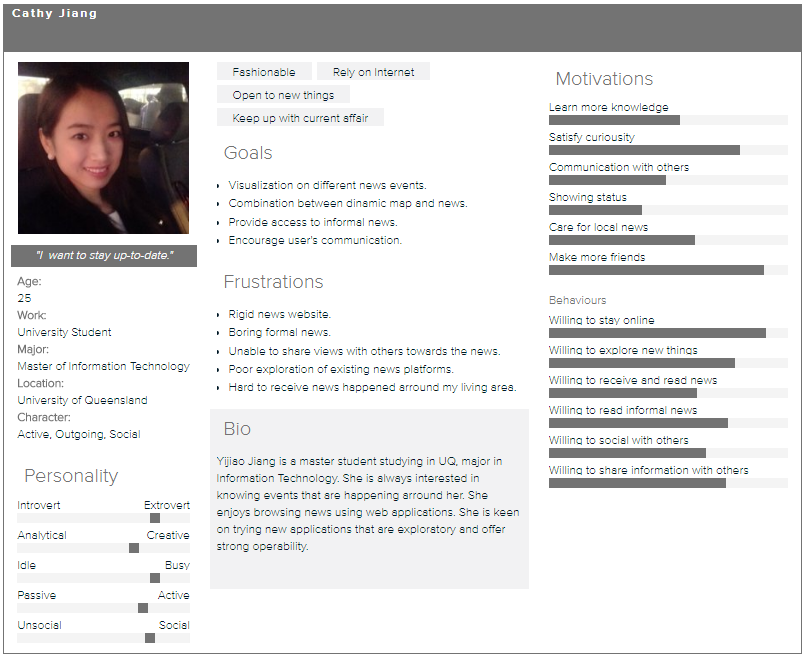 Cathy Jiang
"I want to stay up-to-date."
Age:
25
Work:
University Student
Major:
Master of Information Technology
Location:
University of Queensland
Character:
Active, Outgoing, Social
Personality
Introvert Extrovert
Analytical Creative
Idle Busy
Passive Active
Unsocial Social
Fashionable Rely on Internet
Open to new things
Keep up with current affair
Goals
Visualization on different news events.
Combination between dinamic map and news.
Provide access to informal news.
Encourage user's communication.
Frustrations
Rigid news website.
Boring formal news.
Unable to share views with others towards the news.
Poor exploration of existing news platforms.
Hard to receive news happened arround my living area.
Bio
Yijiao Jiang is a master student studying in UQ, major in
Information Technology. She is always interested in
knowing events that are happening arround her. She
enjoys browsing news using web applications. She is keen
on trying new applications that are exploratory and offer
strong operability.
Motivations
Learn more knowledge
Satisfy curiousity
Communication with others
Showing status
Care for local news
Make more friends
Behaviours
Willing to stay online
Willing to explore new things
Willing to receive and read news
Willing to read informal news
Willing to social with others
Willing to share information with others